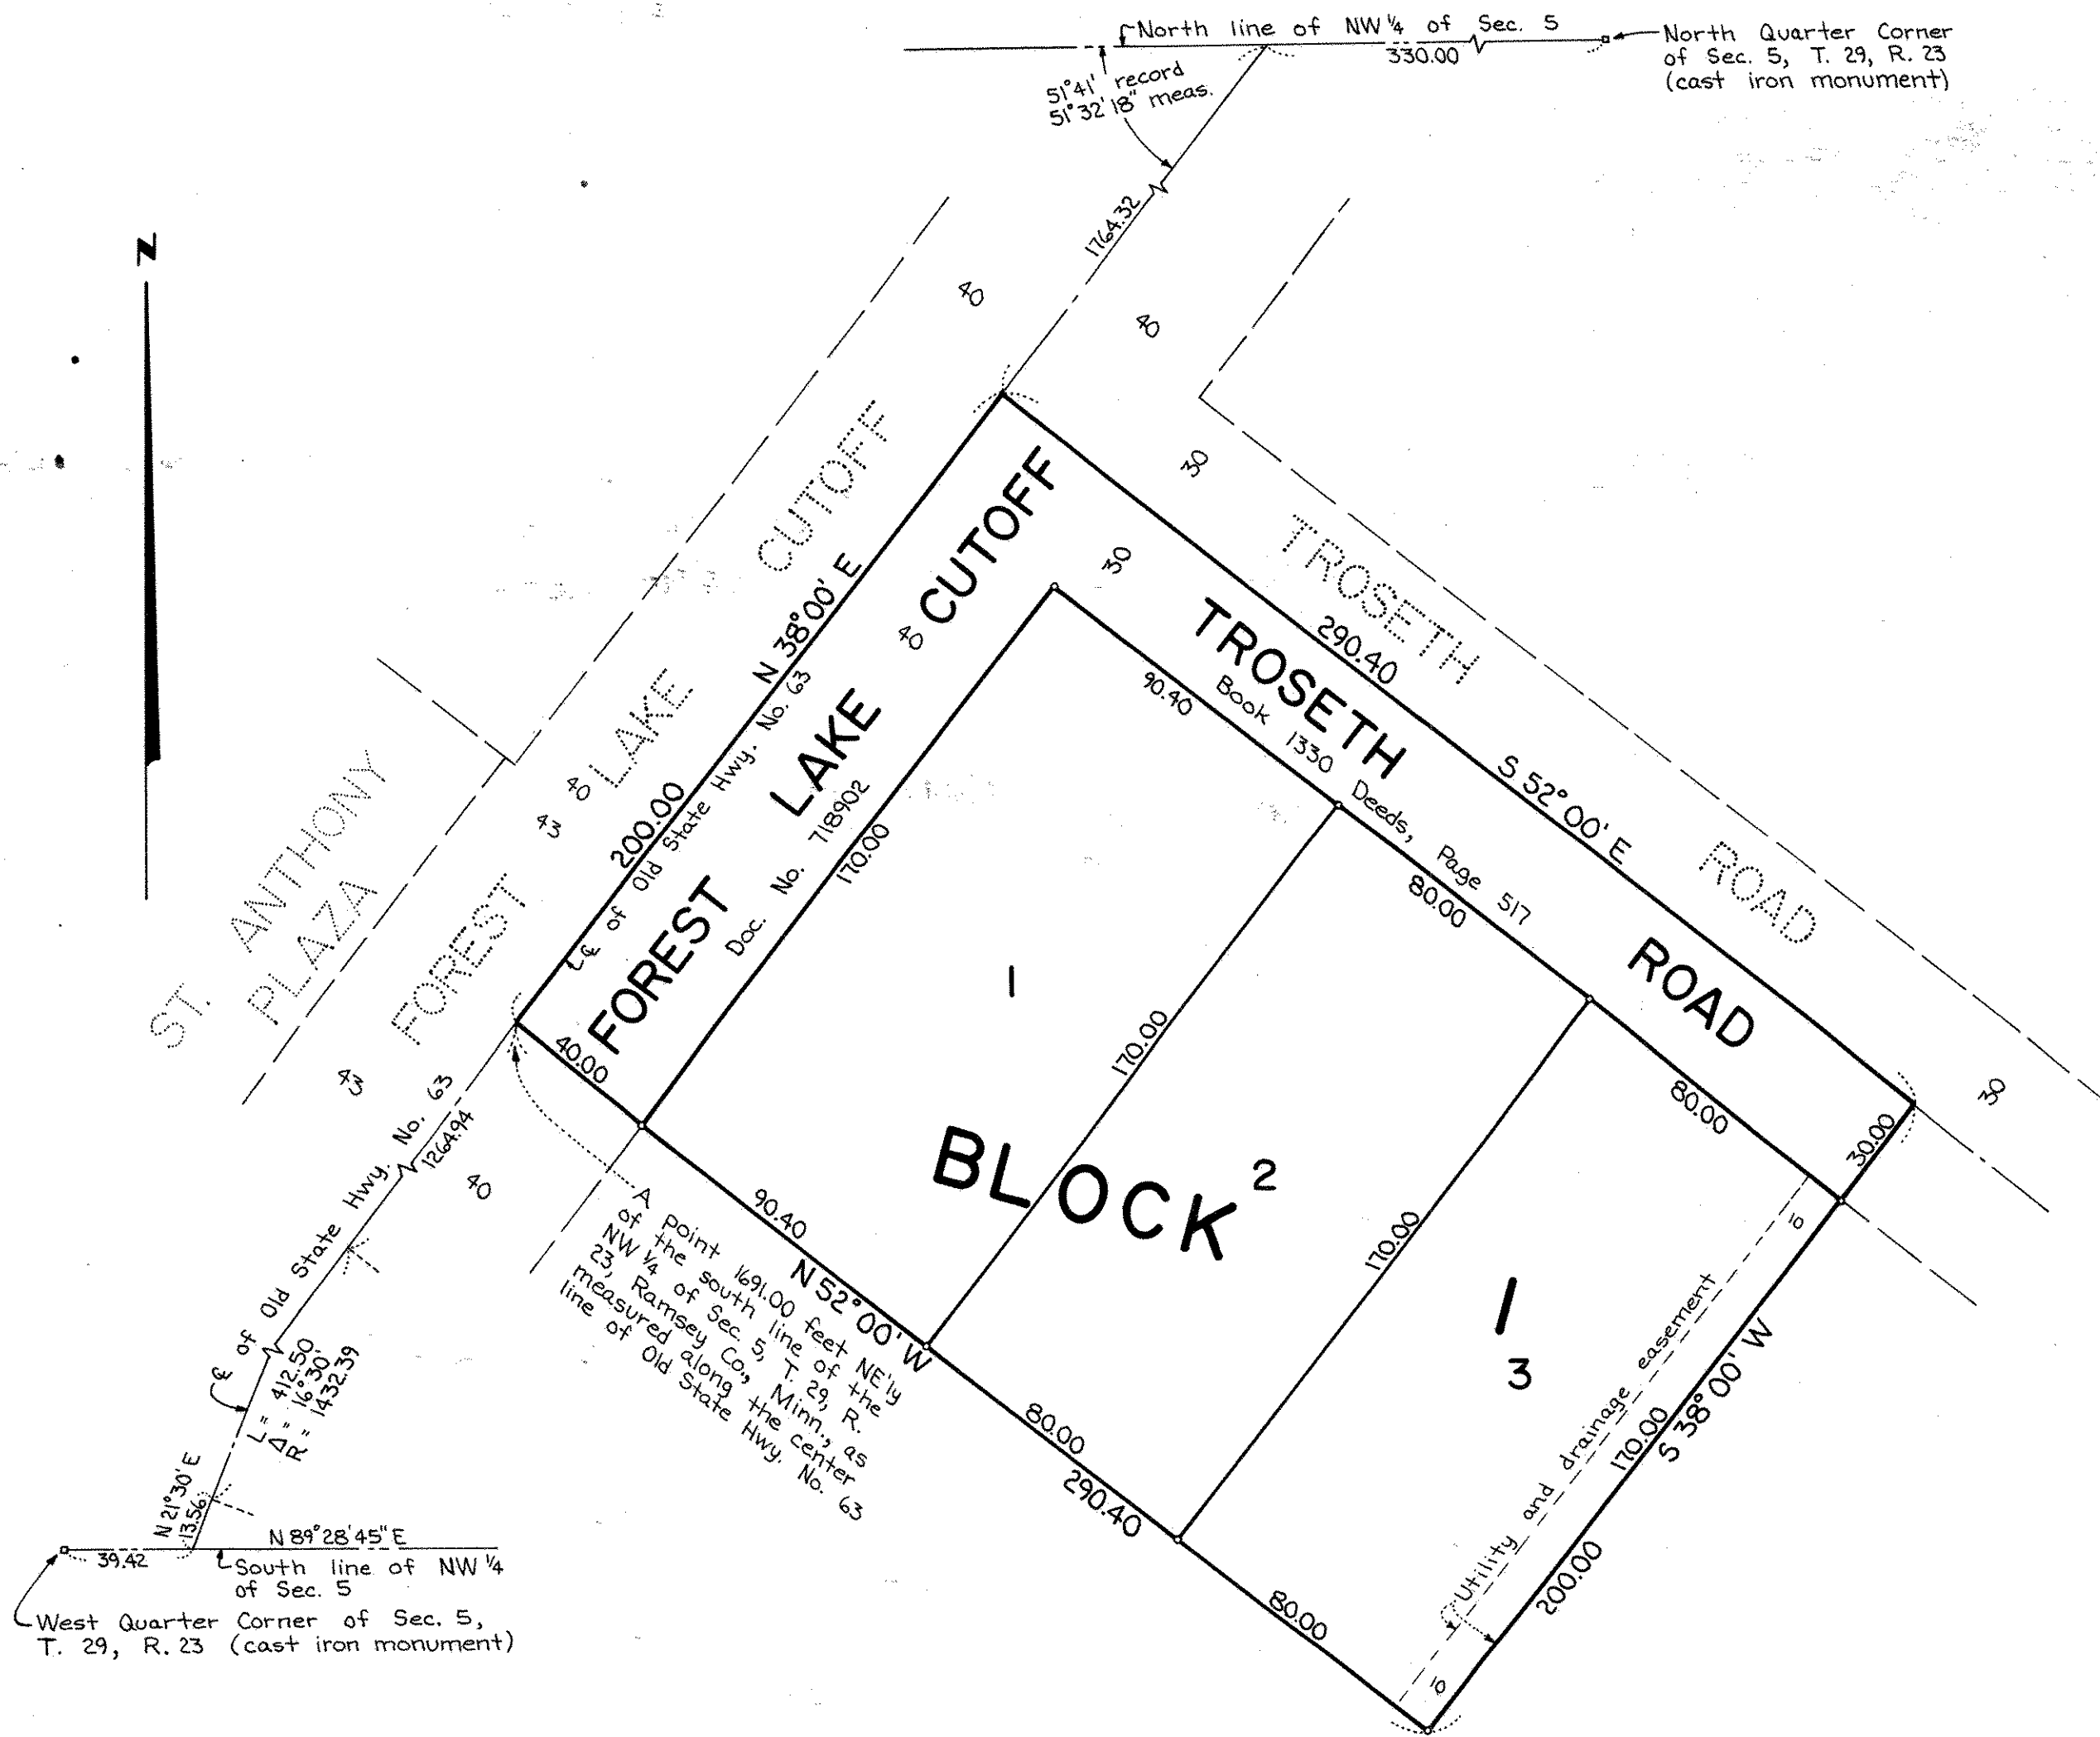 North line of NW 1/4 of Sec. 5
330.00
North Quarter Corner
of Sec. 5, T. 29, R. 23
(cast iron monument)
51°41' record
51°32'18" meas.
1764.32
N
40
40
30
30
CUTOFF
TROSETH
ROAD
FOREST LAKE CUTOFF
N 38°00' E
200.00
℄ of Old State Hwy. No. 63
40
Doc. No. 718902
170.00
TROSETH ROAD
290.40
S 52°00' E
90.40
Book 1330 Deeds, Page 517
80.00
80.00
30.00
30
LAKE
40
43
FOREST
43
ST. ANTHONY
PLAZA
40.00
1
170.00
BLOCK 1
2
170.00
3
10
Utility and drainage easement
170.00
S 38°00' W
200.00
10
90.40
N 52°00' W
80.00
290.40
80.00
A point 1691.00 feet NE'ly
of the south line of the
NW 1/4 of Sec. 5, T. 29, R.
23, Ramsey Co., Minn., as
measured along the center
line of Old State Hwy. No. 63
℄ of Old State Hwy. No. 63
1264.94
40
L = 412.50
Δ = 16°30'
R = 1432.39
N 21°30' E
13.56
N 89°28'45" E
39.42
South line of NW 1/4
of Sec. 5
West Quarter Corner of Sec. 5,
T. 29, R. 23 (cast iron monument)